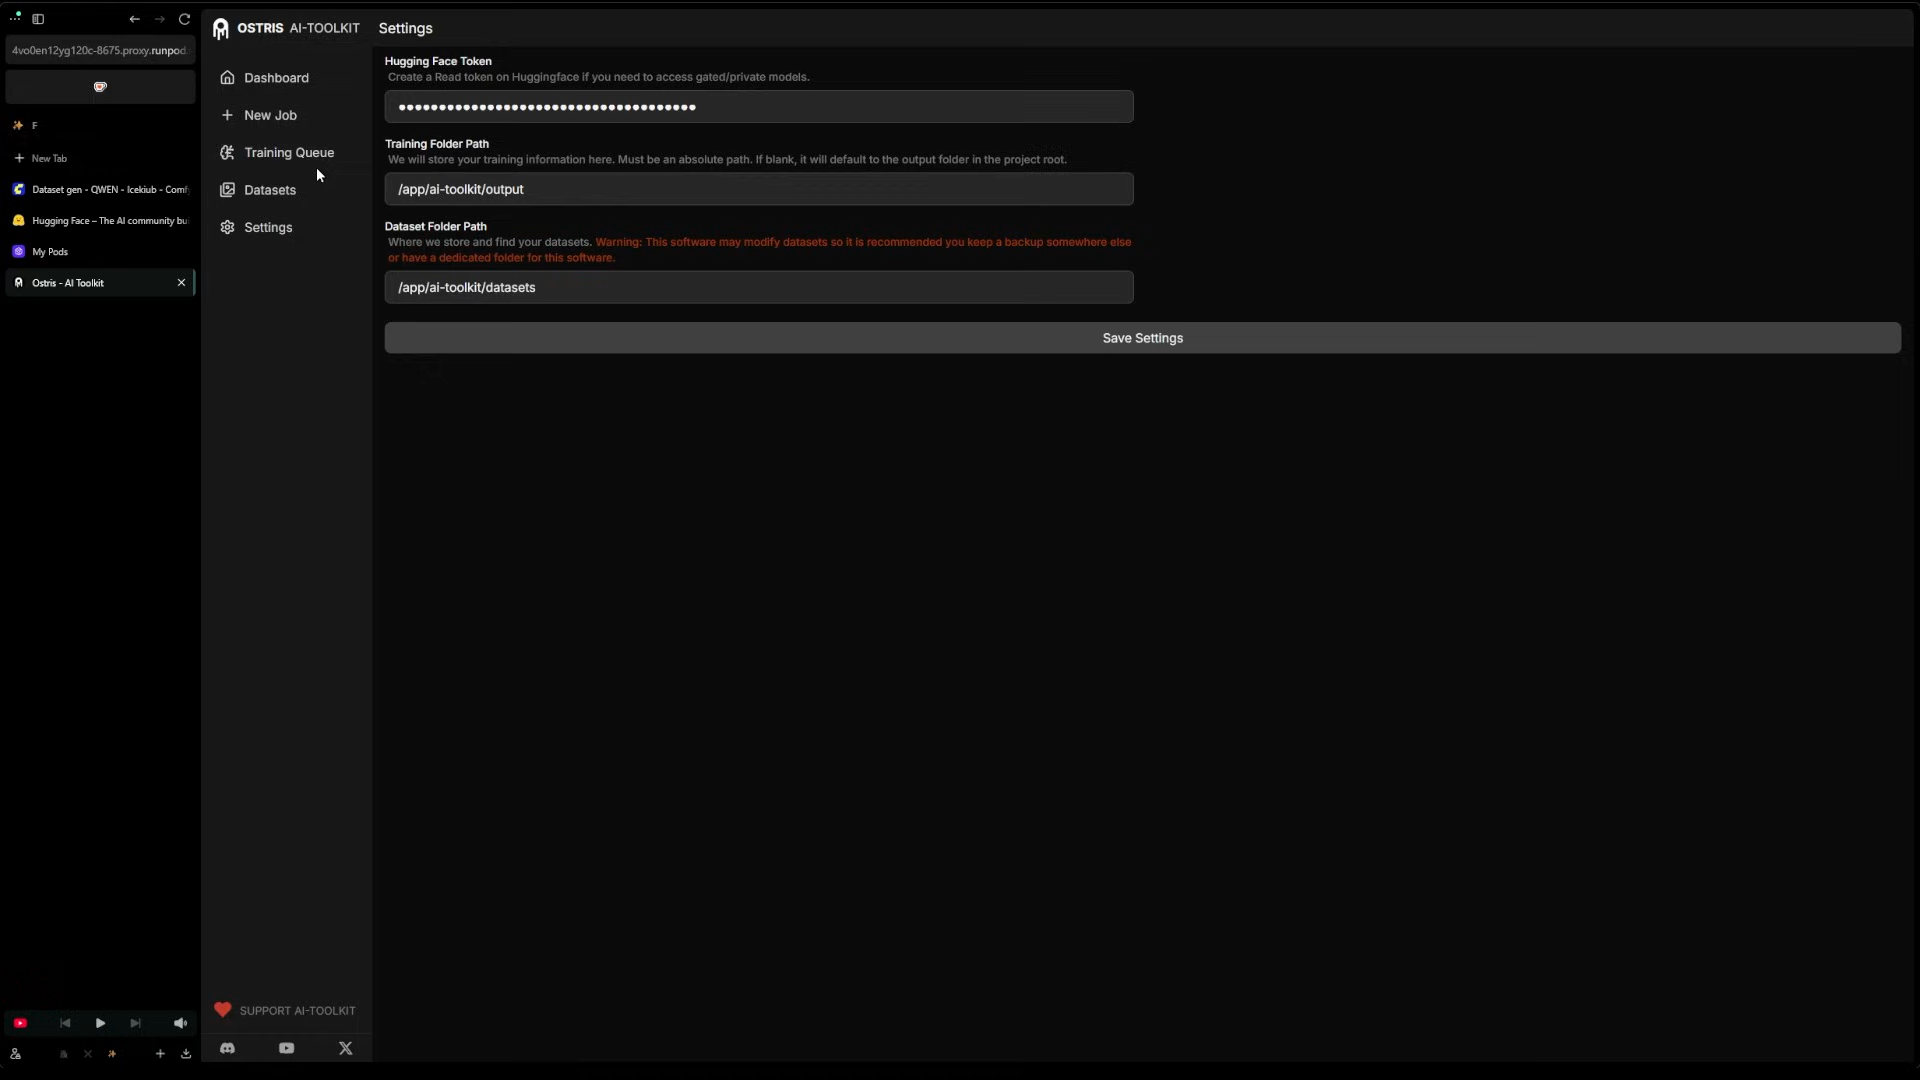 4vo0en12yg120c-8675.proxy.runpod.
F
New Tab
Dataset gen - QWEN - Icekiub - Comf
Hugging Face – The AI community bu
My Pods
Ostris - AI Toolkit
OSTRIS AI-TOOLKIT
Dashboard
New Job
Training Queue
Datasets
Settings
SUPPORT AI-TOOLKIT
Settings
Hugging Face Token
Create a Read token on Huggingface if you need to access gated/private models.
Training Folder Path
We will store your training information here. Must be an absolute path. If blank, it will default to the output folder in the project root.
/app/ai-toolkit/output
Dataset Folder Path
Where we store and find your datasets. Warning: This software may modify datasets so it is recommended you keep a backup somewhere else
or have a dedicated folder for this software.
/app/ai-toolkit/datasets
Save Settings